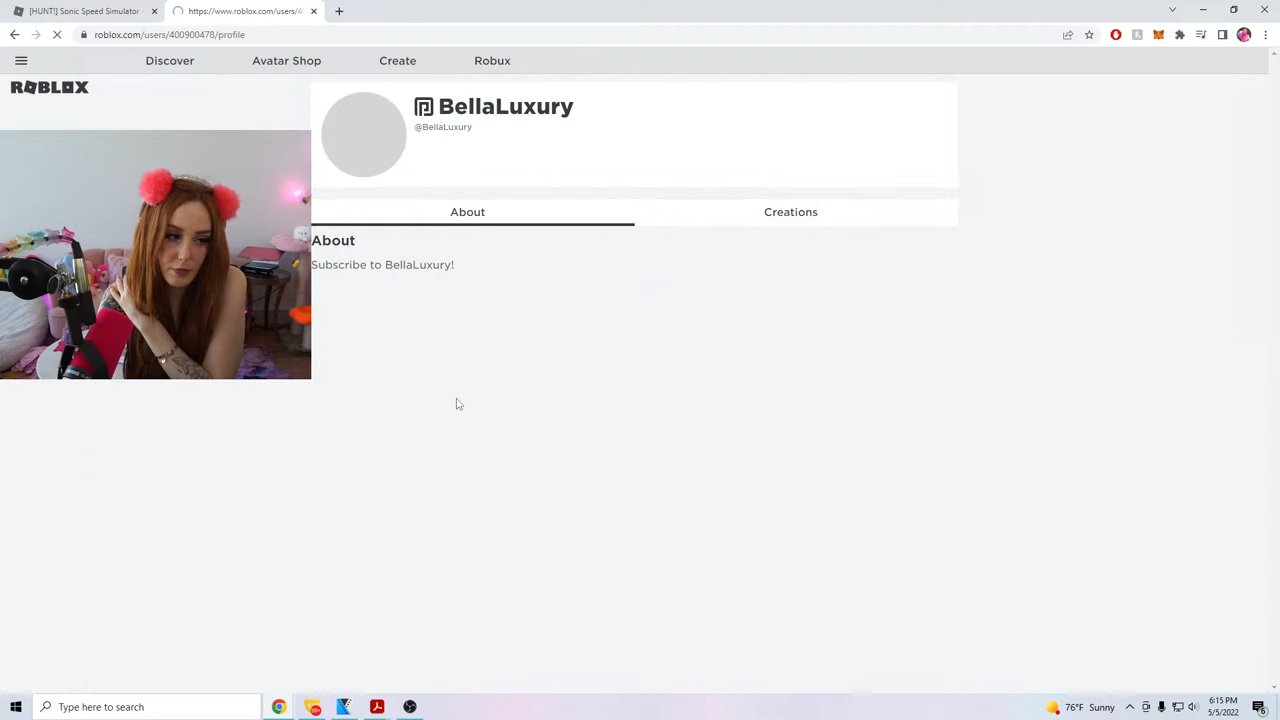 [HUNT!] Sonic Speed Simulator -
https://www.roblox.com/users/4
roblox.com/users/400900478/profile
Discover
Avatar Shop
Create
Robux
ROBLOX
BellaLuxury
@BellaLuxury
About
Creations
About
Subscribe to BellaLuxury!
Type here to search
76°F Sunny
6:15 PM
5/5/2022